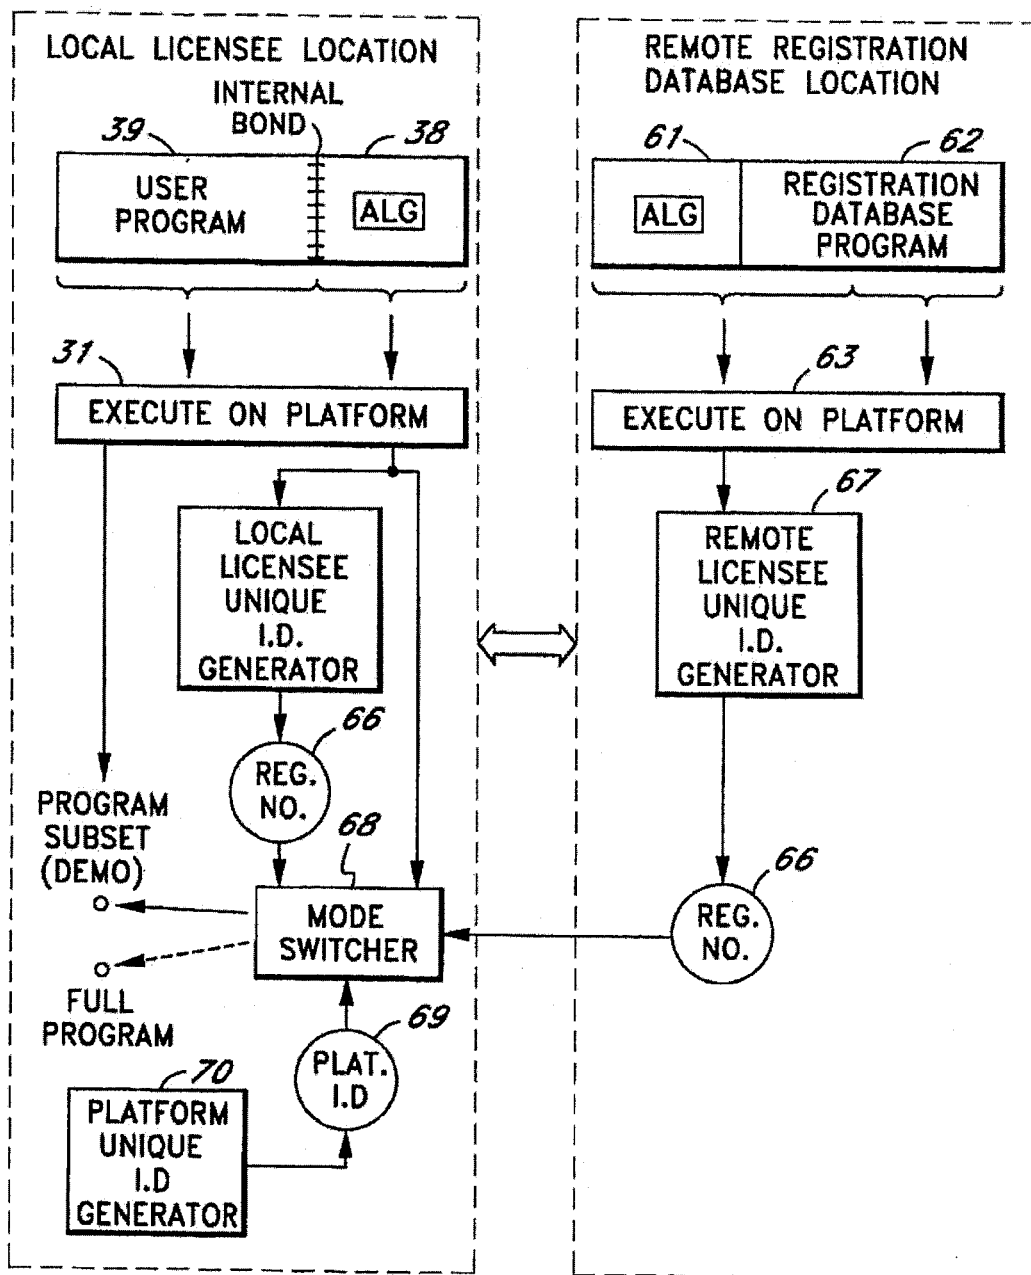 LOCAL LICENSEE LOCATION
INTERNAL
BOND
39
38
USER
PROGRAM
ALG
31
EXECUTE ON PLATFORM
LOCAL
LICENSEE
UNIQUE
I.D.
GENERATOR
66
REG.
NO.
PROGRAM
SUBSET
(DEMO)
68
MODE
SWITCHER
FULL
PROGRAM
69
PLAT.
I.D
70
PLATFORM
UNIQUE
I.D
GENERATOR
REMOTE REGISTRATION
DATABASE LOCATION
61
62
ALG
REGISTRATION
DATABASE
PROGRAM
63
EXECUTE ON PLATFORM
67
REMOTE
LICENSEE
UNIQUE
I.D.
GENERATOR
66
REG.
NO.